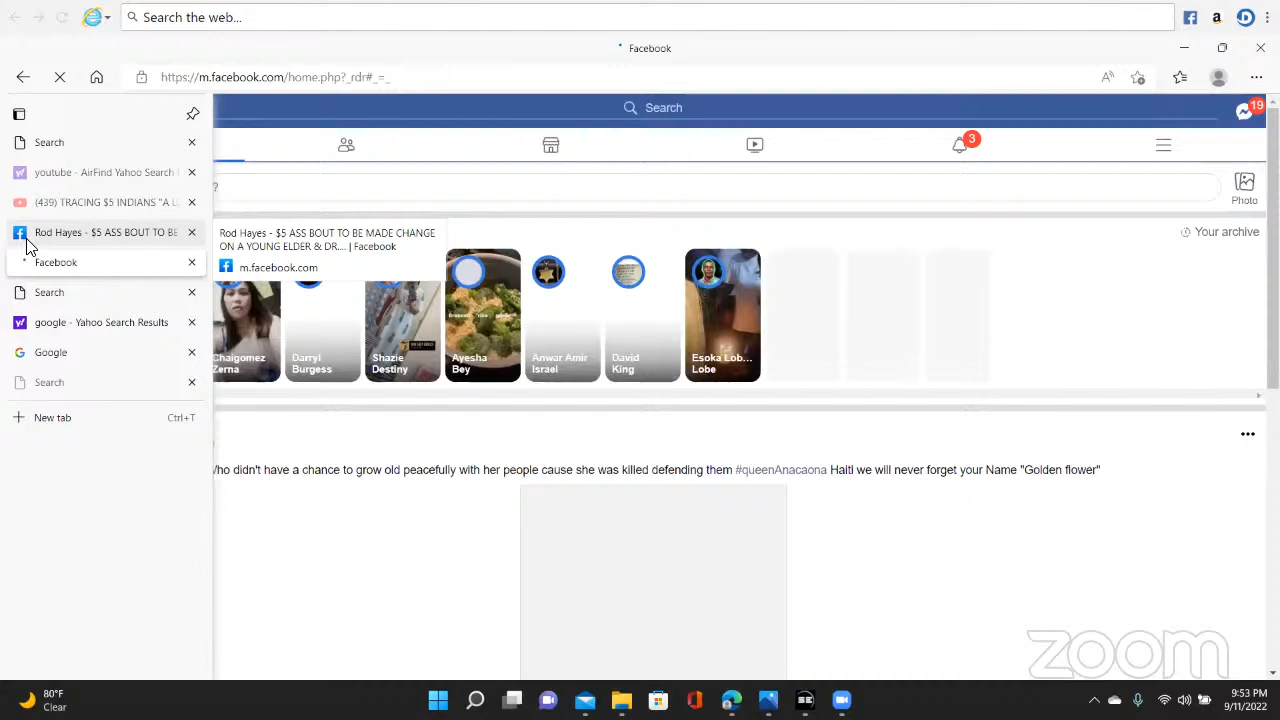 Search the web...
Facebook
https://m.facebook.com/home.php?_rdr#_=_
Search
19
Search
youtube - AirFind Yahoo Search
3
(439) TRACING $5 INDIANS "A
?
Photo
Rod Hayes - $5 ASS BOUT TO BE
Rod Hayes - $5 ASS BOUT TO BE MADE CHANGE
ON A YOUNG ELDER & DR.... | Facebook
m.facebook.com
Your archive
Facebook
Search
google - Yahoo Search Results
Google
Search
New tab Ctrl+T
Chaigomez
Zerna
Darryl
Burgess
Shazie
Destiny
Ayesha
Bey
Anwar Amir
Israel
David
King
Esoka Lob...
Lobe
Who didn't have a chance to grow old peacefully with her people cause she was killed defending them #queenAnacaona Haiti we will never forget your Name "Golden flower"
zoom
80°F
Clear
9:53 PM
9/11/2022